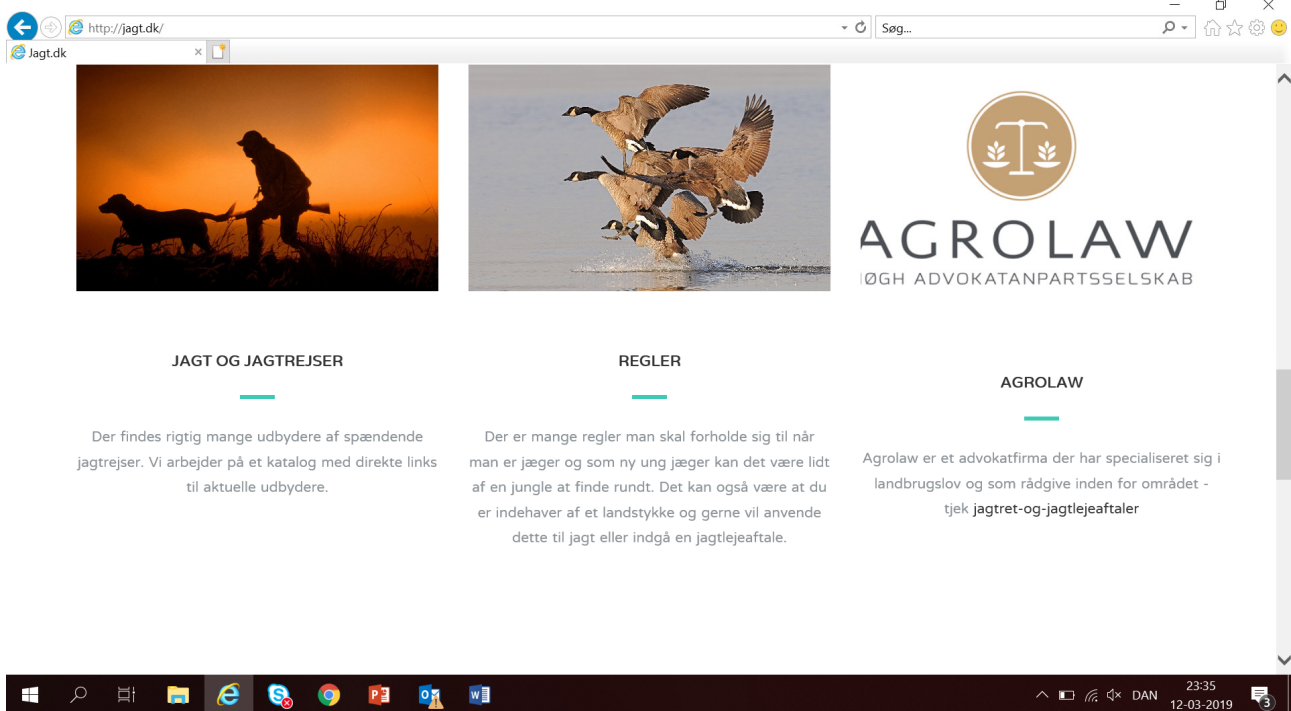 http://jagt.dk/
Søg...
Jagt.dk
AGROLAW
ØGH ADVOKATANPARTSSELSKAB
JAGT OG JAGTREJSER
Der findes rigtig mange udbydere af spændende
jagtrejser. Vi arbejder på et katalog med direkte links
til aktuelle udbydere.
REGLER
Der er mange regler man skal forholde sig til når
man er jæger og som ny ung jæger kan det være lidt
af en jungle at finde rundt. Det kan også være at du
er indehaver af et landstykke og gerne vil anvende
dette til jagt eller indgå en jagtlejeaftale.
AGROLAW
Agrolaw er et advokatfirma der har specialiseret sig i
landbrugslov og som rådgive inden for området -
tjek jagtret-og-jagtlejeaftaler
DAN
23:35
12-03-2019
3